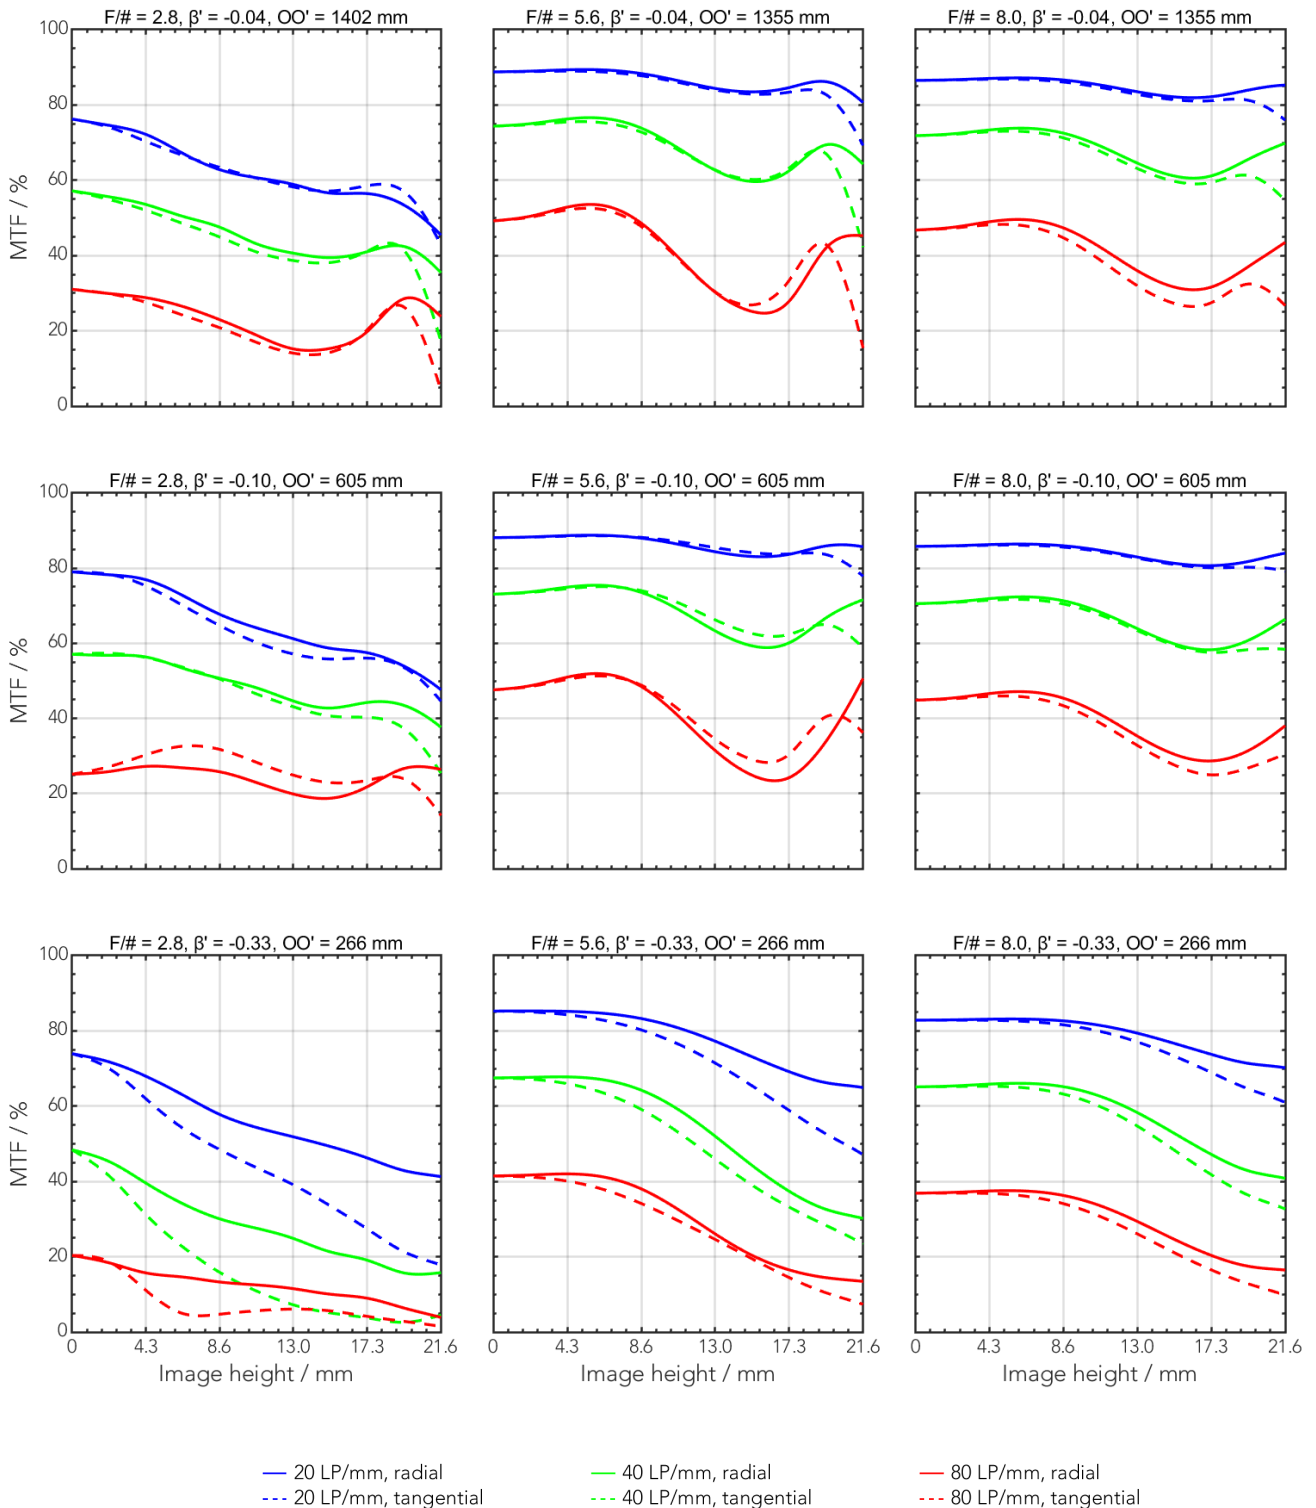 F/# = 2.8, β' = -0.04, OO' = 1402 mm
F/# = 5.6, β' = -0.04, OO' = 1355 mm
F/# = 8.0, β' = -0.04, OO' = 1355 mm
100
80
60
40
20
0
MTF / %
F/# = 2.8, β' = -0.10, OO' = 605 mm
F/# = 5.6, β' = -0.10, OO' = 605 mm
F/# = 8.0, β' = -0.10, OO' = 605 mm
100
80
60
40
20
0
MTF / %
F/# = 2.8, β' = -0.33, OO' = 266 mm
F/# = 5.6, β' = -0.33, OO' = 266 mm
F/# = 8.0, β' = -0.33, OO' = 266 mm
100
80
60
40
20
0
MTF / %
0 4.3 8.6 13.0 17.3 21.6
0 4.3 8.6 13.0 17.3 21.6
0 4.3 8.6 13.0 17.3 21.6
Image height / mm
Image height / mm
Image height / mm
20 LP/mm, radial
40 LP/mm, radial
80 LP/mm, radial
20 LP/mm, tangential
40 LP/mm, tangential
80 LP/mm, tangential